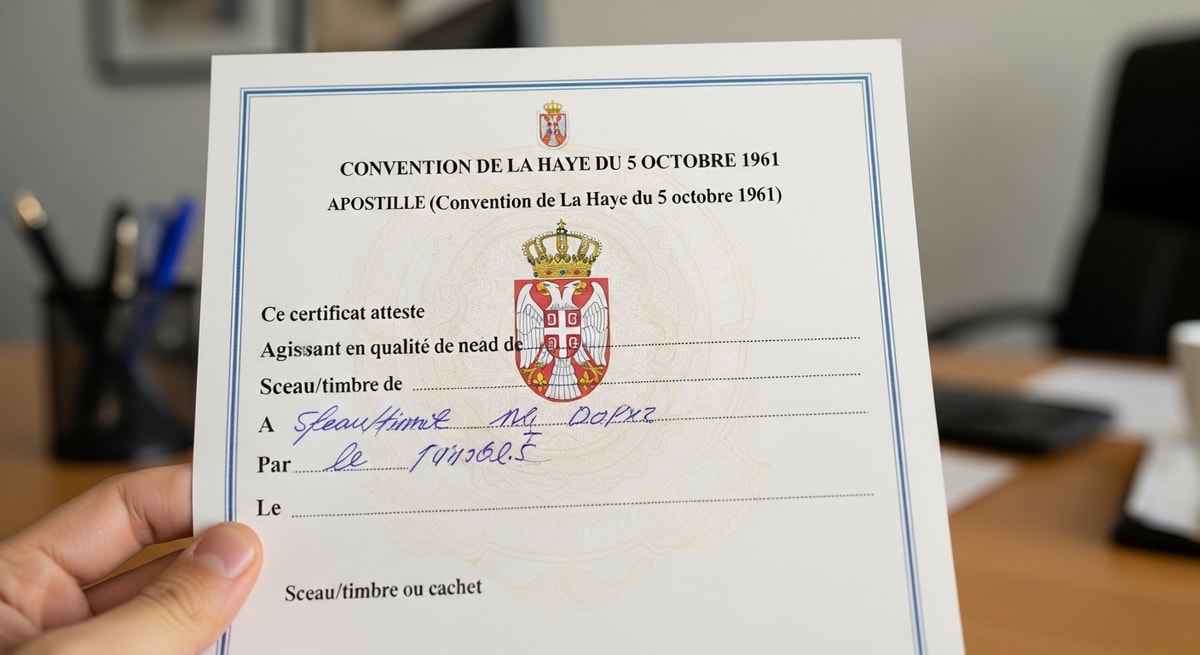 CONVENTION DE LA HAYE DU 5 OCTOBRE 1961
APOSTILLE (Convention de La Haye du 5 octobre 1961)
Ce certificat atteste
Agissant en qualité de nead de
Sceau/timbre de
A
Par le
Le
Sceau/timbre ou cachet